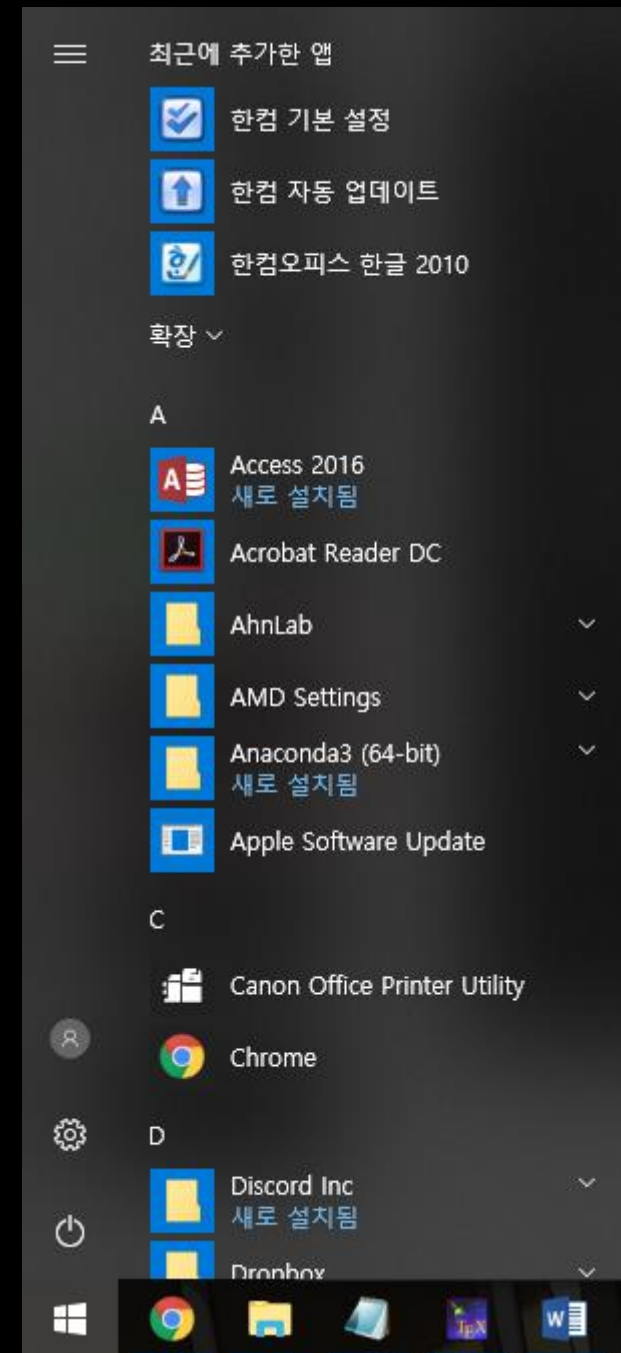 최근에 추가한 앱
한컴 기본 설정
한컴 자동 업데이트
한컴오피스 한글 2010
확장
A
Access 2016
새로 설치됨
Acrobat Reader DC
AhnLab
AMD Settings
Anaconda3 (64-bit)
새로 설치됨
Apple Software Update
C
Canon Office Printer Utility
Chrome
D
Discord Inc
새로 설치됨
Dropbox